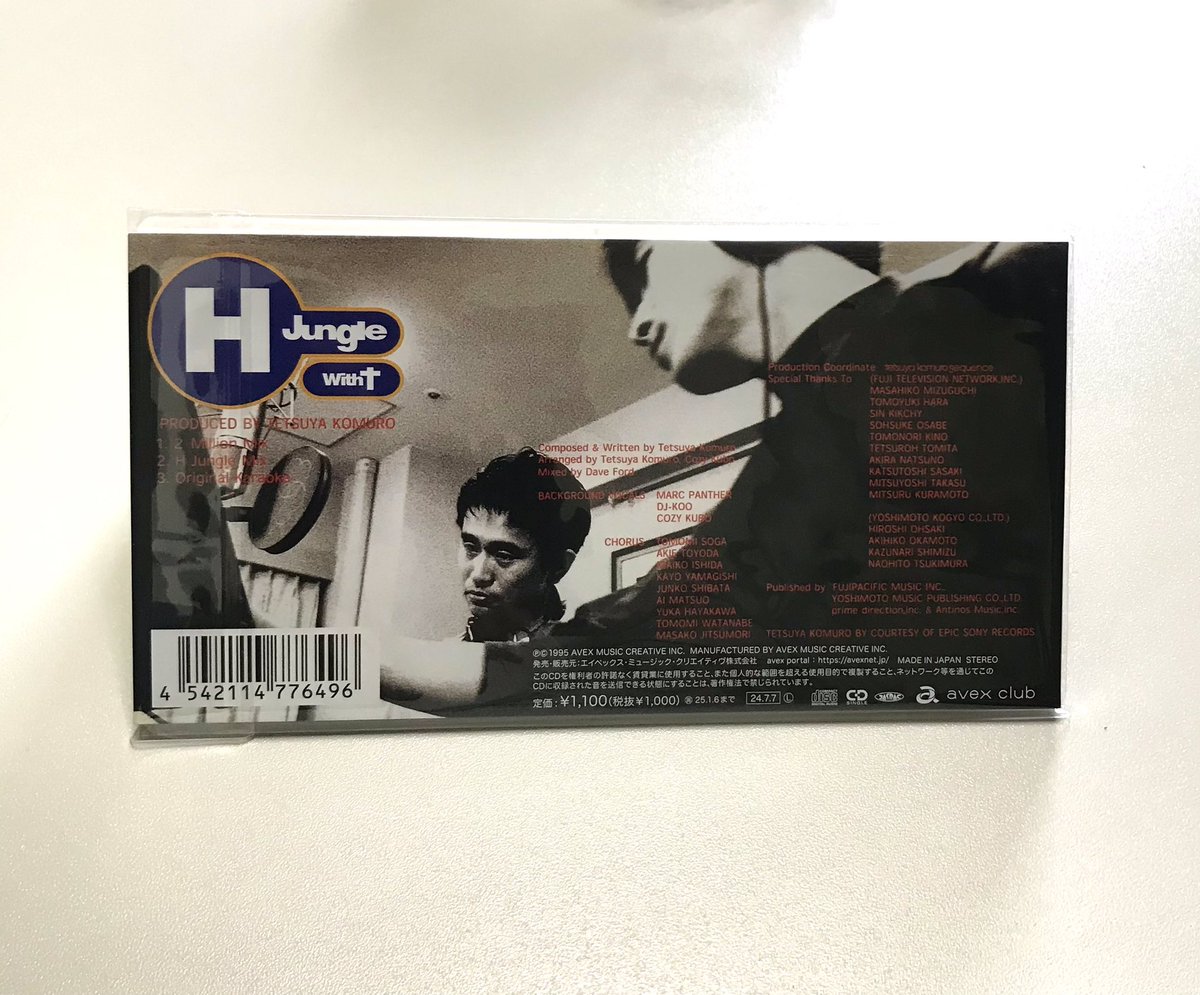 H
Jungle
With t
PRODUCED BY TETSUYA KOMURO
1. 2 Million Mix
2. H Jungle Mix
3. Original Karaoke
Composed & Written by Tetsuya Komuro
Arranged by Tetsuya Komuro, Cozy Kubo
Mixed by Dave Ford
BACKGROUND VOCALS MARC PANTHER
DJ-KOO
COZY KUBO
CHORUS TOMOMI SOGA
AKIE TOYODA
MAIKO ISHIDA
KAYO YAMAGISHI
JUNKO SHIBATA
AI MATSUO
YUKA HAYAKAWA
TOMOMI WATANABE
MASAKO JITSUMORI
Production Coordinate tetsuya komuro sequence
Special Thanks To (FUJI TELEVISION NETWORK,INC.)
MASAHIKO MIZUGUCHI
TOMOYUKI HARA
SIN KIKCHY
SOHSUKE OSABE
TOMONORI KINO
TETSUROH TOMITA
AKIRA NATSUNO
KATSUTOSHI SASAKI
MITSUYOSHI TAKASU
MITSURU KURAMOTO
(YOSHIMOTO KOGYO CO.,LTD.)
HIROSHI OHSAKI
AKIHIKO OKAMOTO
KAZUNARI SHIMIZU
NAOHITO TSUKIMURA
Published by FUJIPACIFIC MUSIC INC.
YOSHIMOTO MUSIC PUBLISHING CO.,LTD
prime direction,inc. & Antinos Music,inc.
TETSUYA KOMURO BY COURTESY OF EPIC SONY RECORDS
4 542114 776496
Ⓟ© 1995 AVEX MUSIC CREATIVE INC. MANUFACTURED BY AVEX MUSIC CREATIVE INC.
発売・販売元:エイベックス・ミュージック・クリエイティヴ株式会社 avex portal : https://avexnet.jp/ MADE IN JAPAN STEREO
このCDを権利者の許諾なく賃貸業に使用すること、また個人的な範囲を超える使用目的で複製すること、ネットワーク等を通じてこの
CDに収録された音を送信できる状態にすることは、著作権法で禁じられています。
定価:¥1,100(税抜¥1,000) 再 25.1.6まで 24.7.7 L
CD SINGLE JASRAC avex club